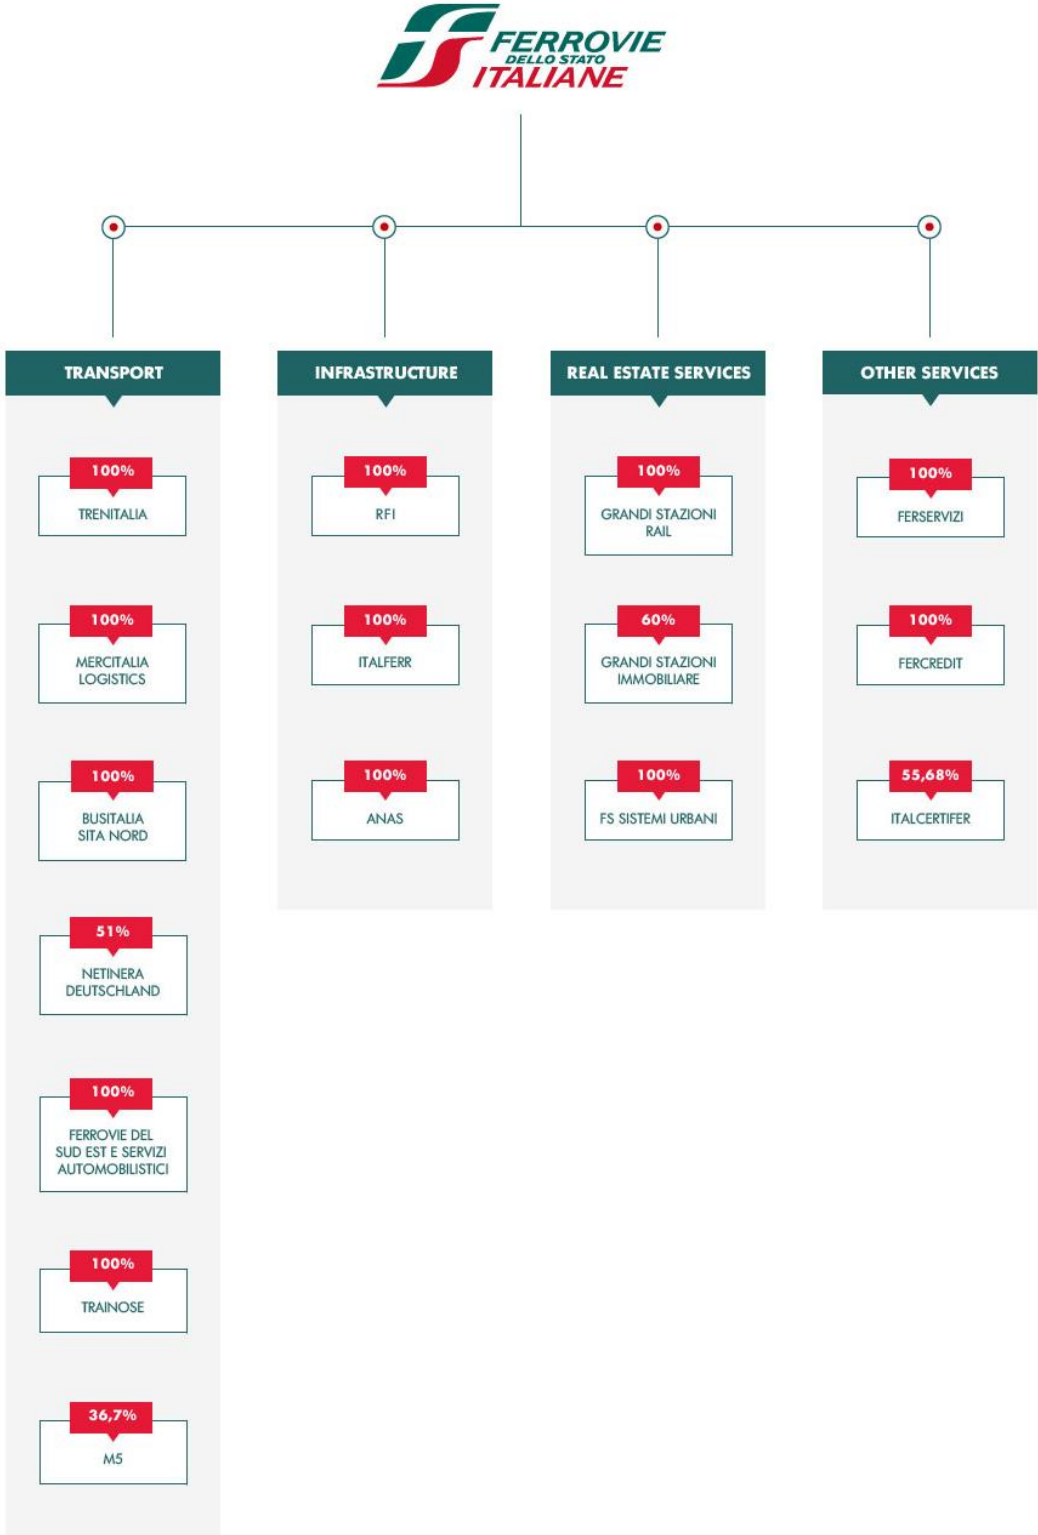 FERROVIE
DELLO STATO
ITALIANE
TRANSPORT
100%
TRENITALIA
100%
MERCITALIA
LOGISTICS
100%
BUSITALIA
SITA NORD
51%
NETINERA
DEUTSCHLAND
100%
FERROVIE DEL
SUD EST E SERVIZI
AUTOMOBILISTICI
100%
TRAINOSE
36,7%
M5
INFRASTRUCTURE
100%
RFI
100%
ITALFERR
100%
ANAS
REAL ESTATE SERVICES
100%
GRANDI STAZIONI
RAIL
60%
GRANDI STAZIONI
IMMOBILIARE
100%
FS SISTEMI URBANI
OTHER SERVICES
100%
FERSERVIZI
100%
FERCREDIT
55,68%
ITALCERTIFER